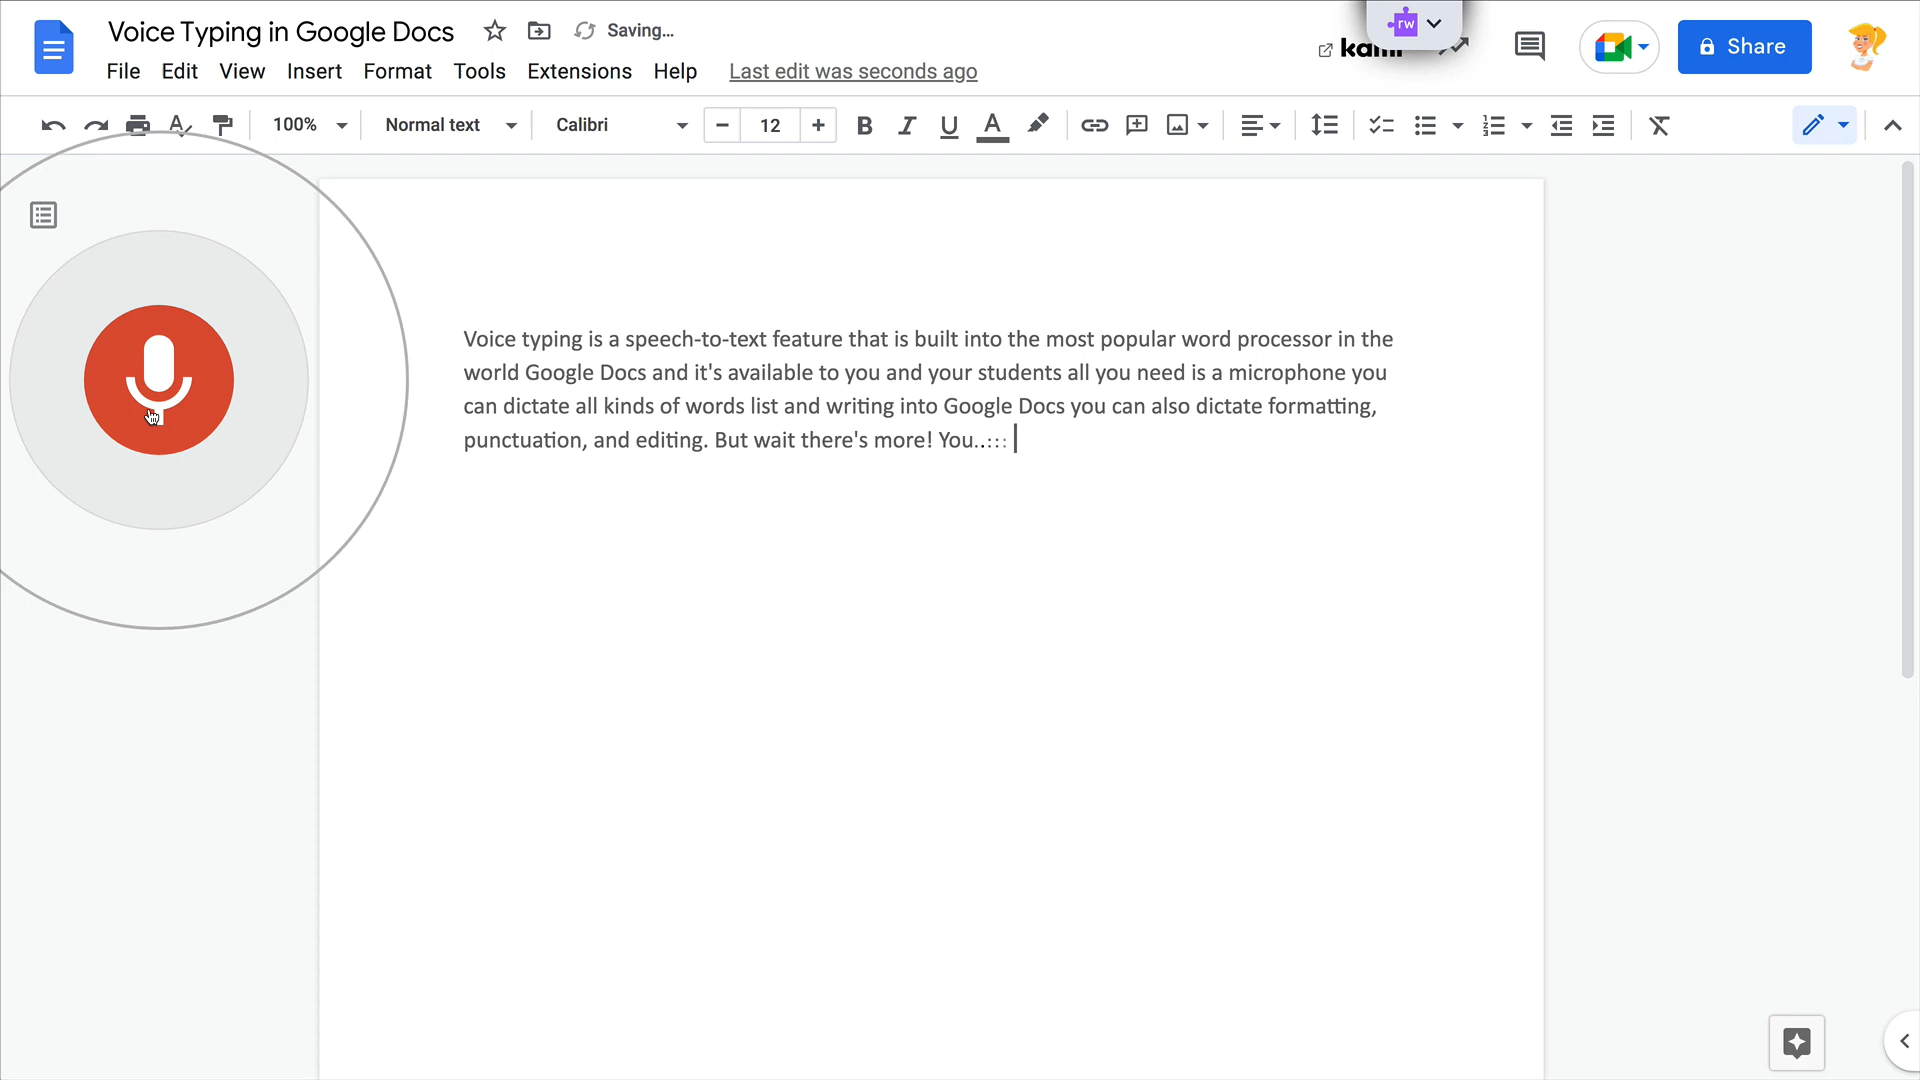 Voice Typing in Google Docs
Saving...
rw
File Edit View Insert Format Tools Extensions Help Last edit was seconds ago
Share
100% Normal text Calibri 12
Voice typing is a speech-to-text feature that is built into the most popular word processor in the
world Google Docs and it's available to you and your students all you need is a microphone you
can dictate all kinds of words list and writing into Google Docs you can also dictate formatting,
punctuation, and editing. But wait there's more! You..:::